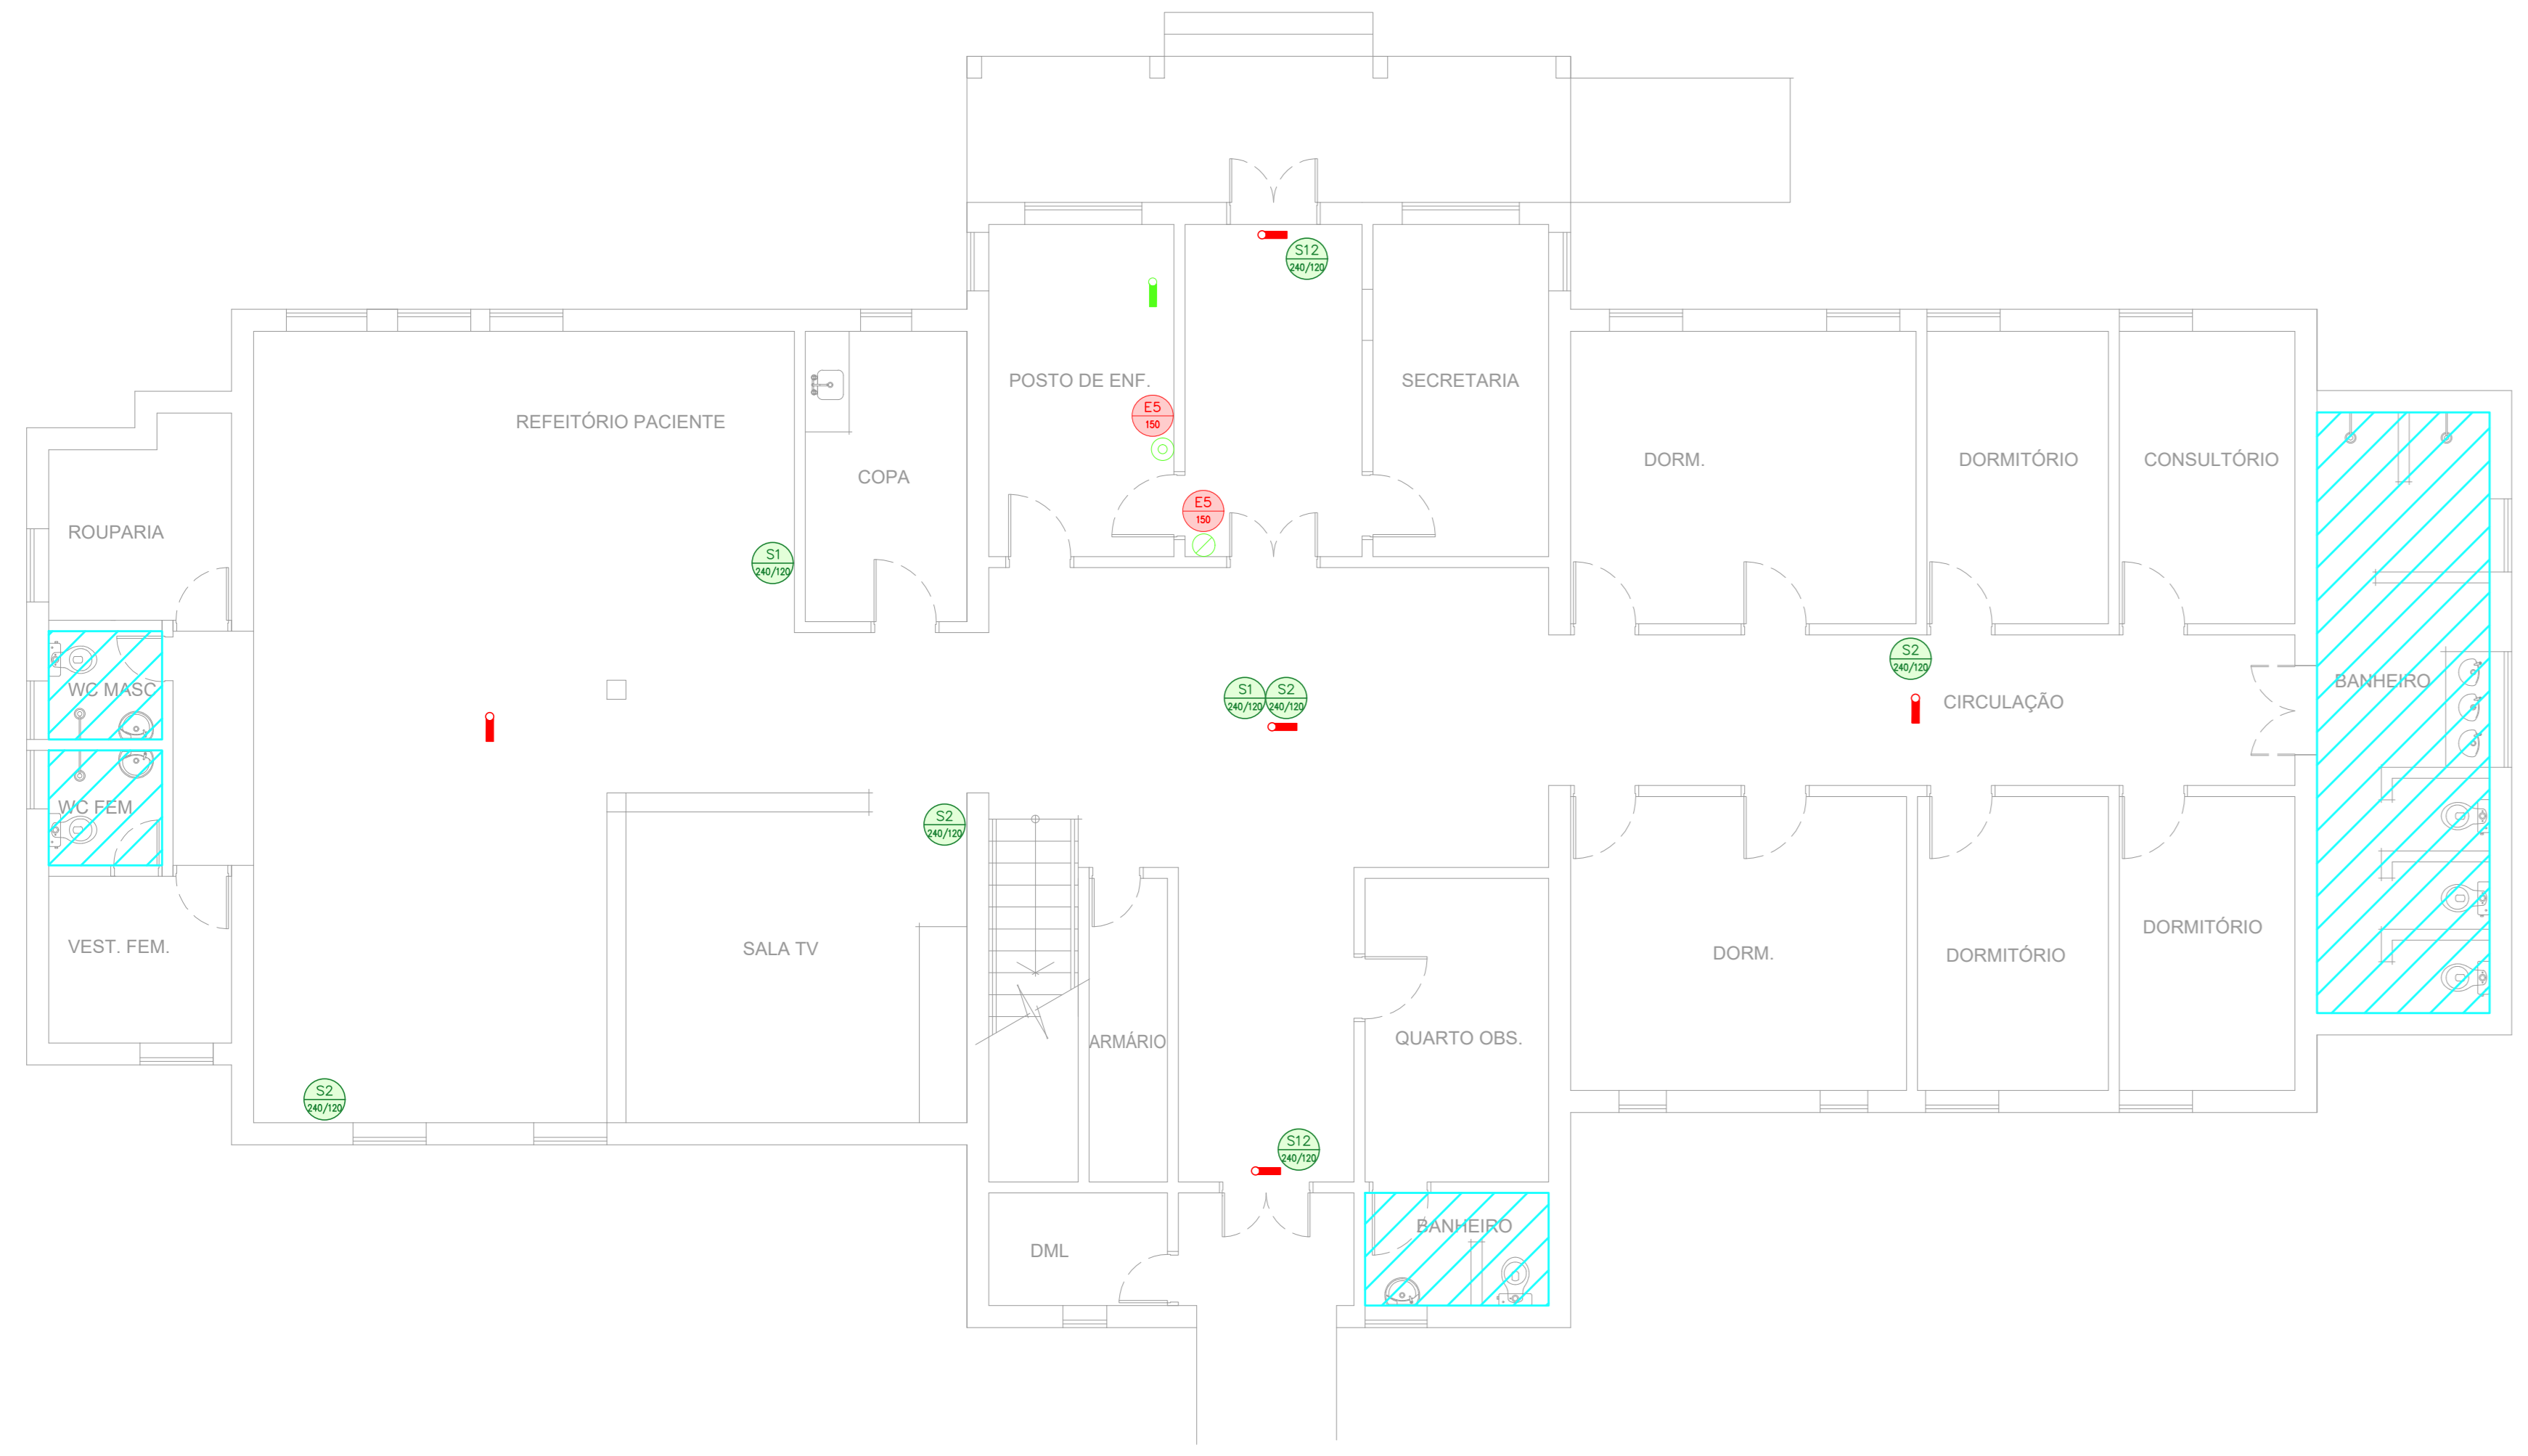 S12
240/120
POSTO DE ENF.
SECRETARIA
REFEITÓRIO PACIENTE
E5
150
COPA
DORM.
DORMITÓRIO
CONSULTÓRIO
E5
150
ROUPARIA
S1
240/120
S2
240/120
WC MASC
S1
240/120
S2
240/120
CIRCULAÇÃO
BANHEIRO
WC FEM
S2
240/120
VEST. FEM.
SALA TV
DORM.
DORMITÓRIO
DORMITÓRIO
ARMÁRIO
QUARTO OBS.
S2
240/120
S12
240/120
BANHEIRO
DML